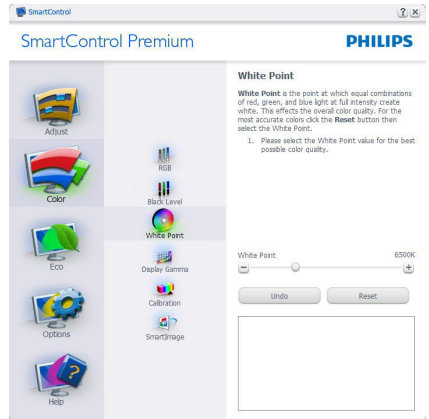 SmartControl
SmartControl Premium
PHILIPS
Adjust
Color
Eco
Options
Help
RGB
Black Level
White Point
Display Gamma
Calibration
SmartImage
White Point
White Point is the point at which equal combinations
of red, green, and blue light at full intensity create
white. This effects the overall color quality. For the
most accurate colors click the Reset button then
select the White Point.
1. Please select the White Point value for the best
possible color quality.
White Point 6500K
Undo Reset